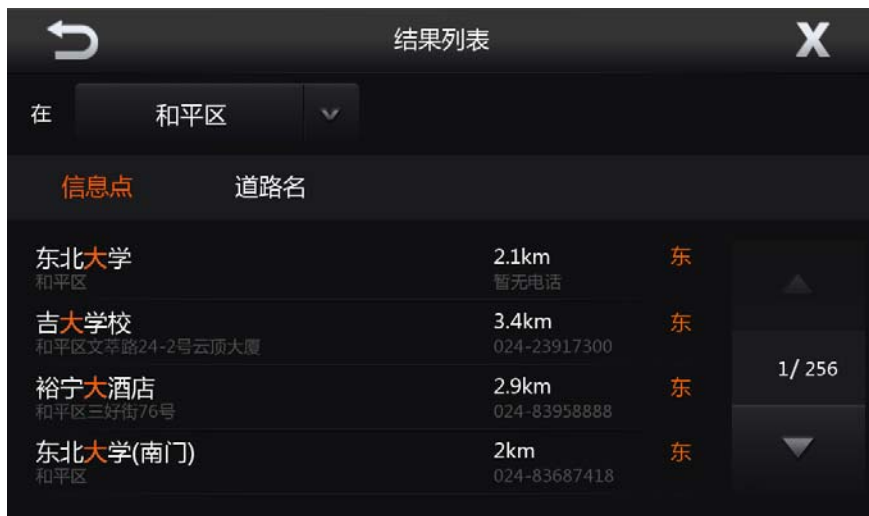 结果列表 X
在 和平区
信息点 道路名
东北大学 2.1km 东
和平区 暂无电话
吉大学校 3.4km 东
和平区文萃路24-2号云顶大厦 024-23917300
1/ 256
裕宁大酒店 2.9km 东
和平区三好街76号 024-83958888
东北大学(南门) 2km 东
和平区 024-83687418